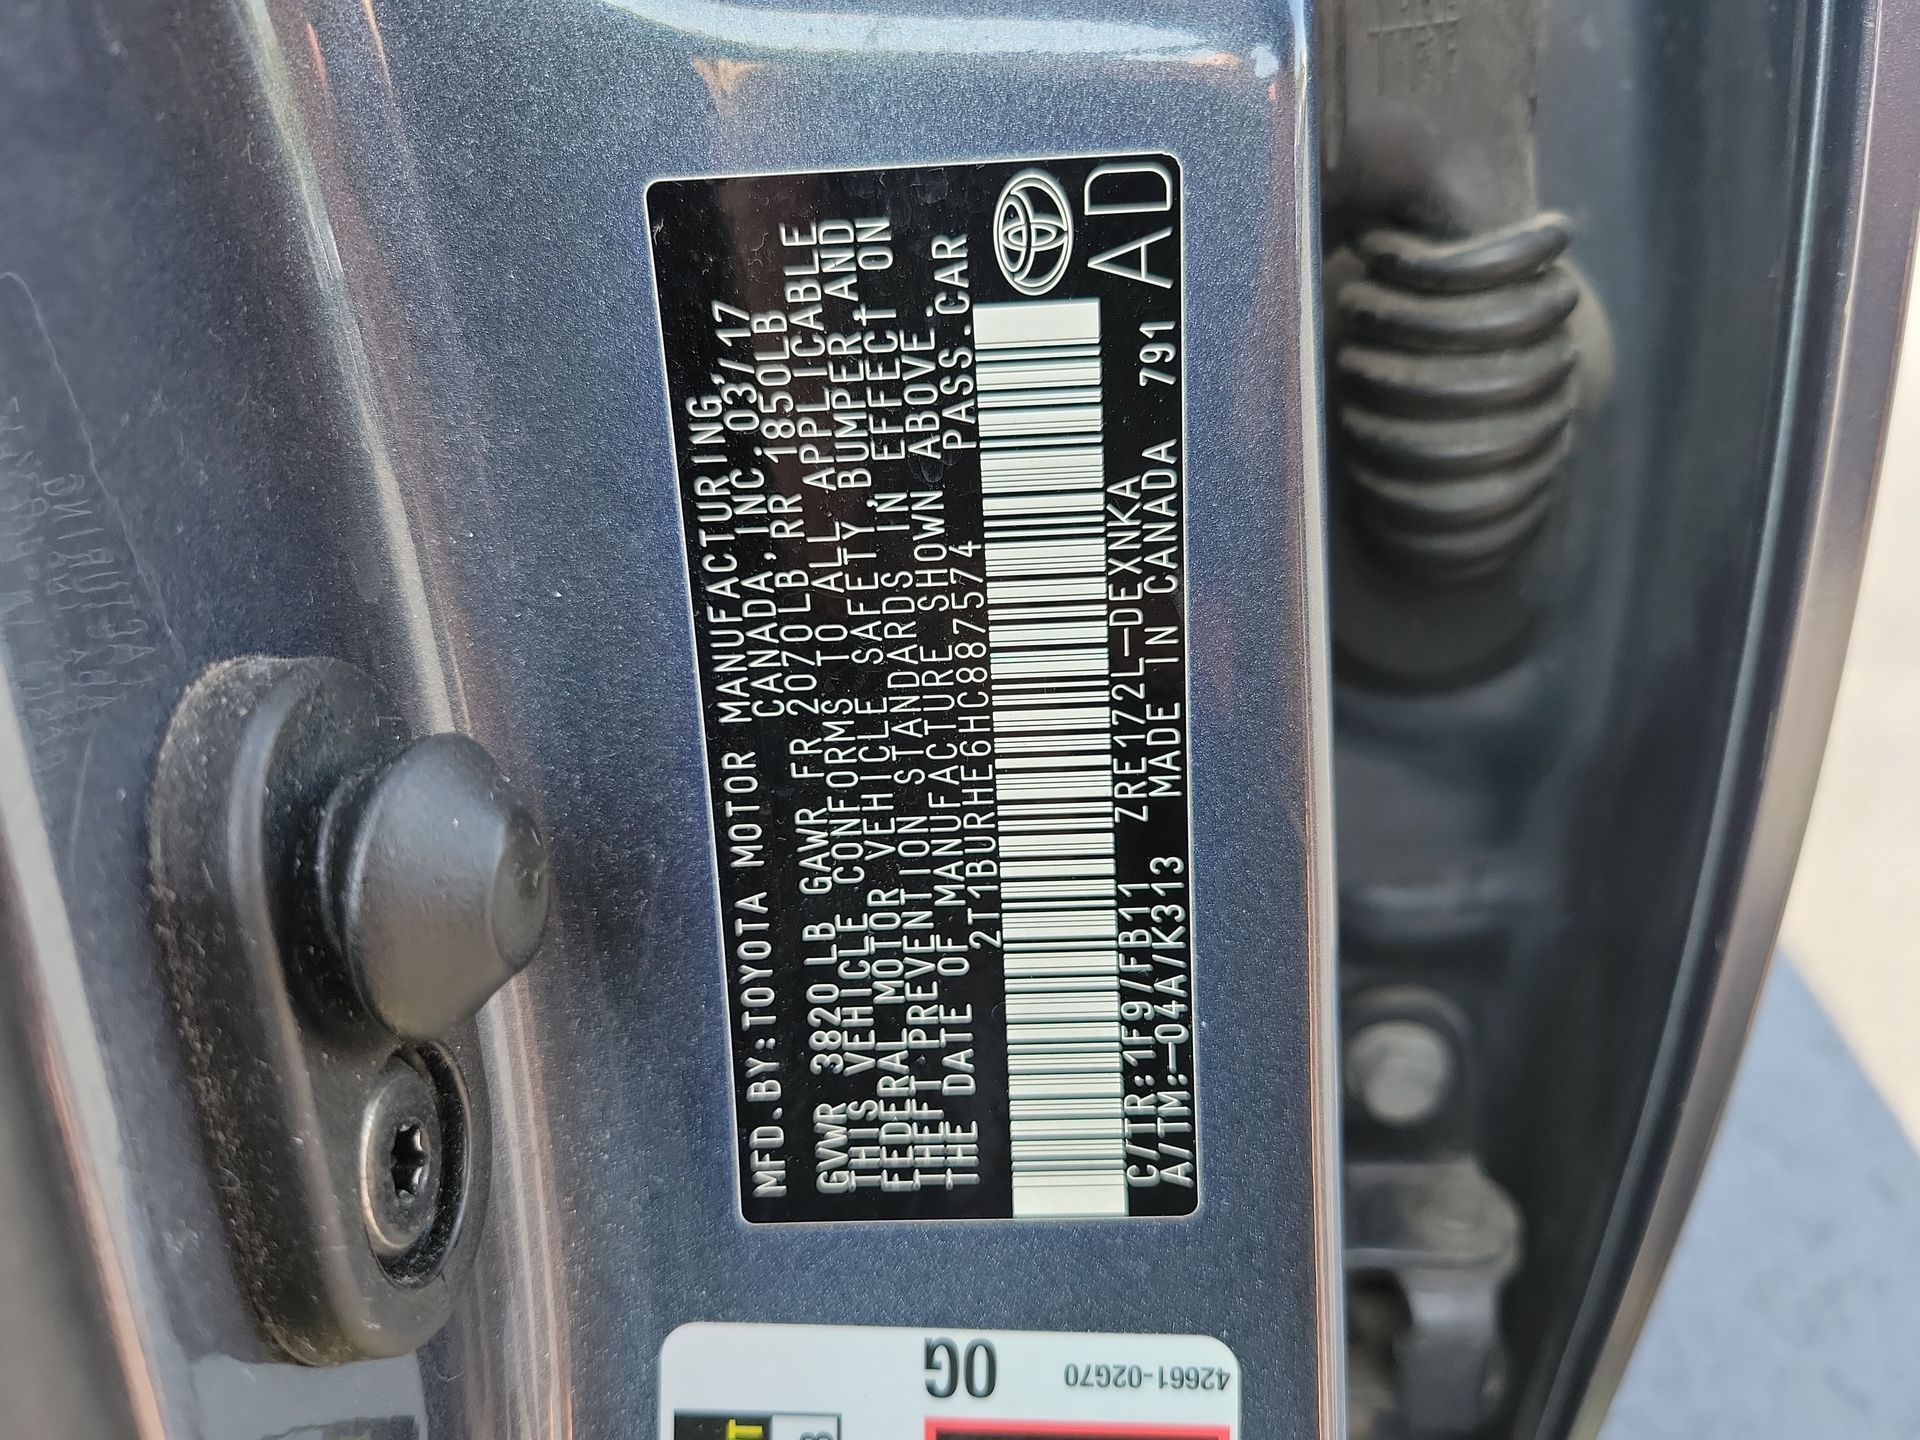 MFD.BY:TOYOTA MOTOR MANUFACTURING,
CANADA,INC. 03/17
GVWR 3820LB GAWR FR 2070LB RR 1850LB
THIS VEHICLE CONFORMS TO ALL APPLICABLE
FEDERAL MOTOR VEHICLE SAFETY, BUMPER, AND
THEFT PREVENTION STANDARDS IN EFFECT ON
THE DATE OF MANUFACTURE SHOWN ABOVE.
2T1BURHE6HC887574 PASS.CAR
C/TR:1F9/FB11 ZRE172L-DEXNKA
A/TM:-04A/K313 MADE IN CANADA 791 AD
0G
42661-02G70